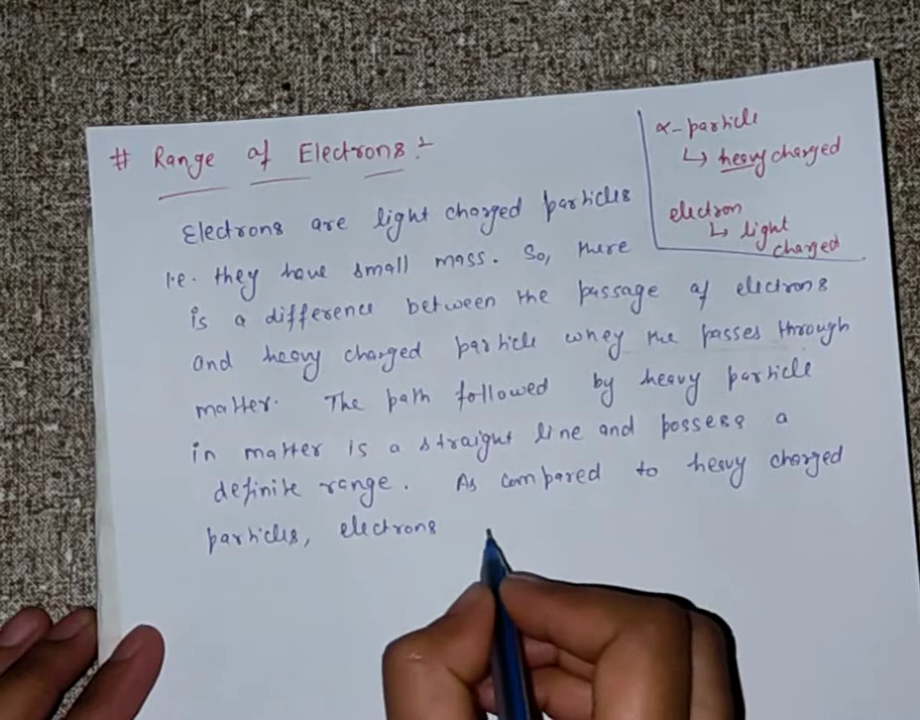 # Range of Electrons :-
α- particle
↳ heavy charged
electron
↳ light
charged
Electrons are light charged particles
i.e. they have small mass. So, there
is a difference between the passage of electrons
and heavy charged particle whey the passes through
matter. The path followed by heavy particle
in matter is a straight line and possess a
definite range. As compared to heavy charged
particles, electrons